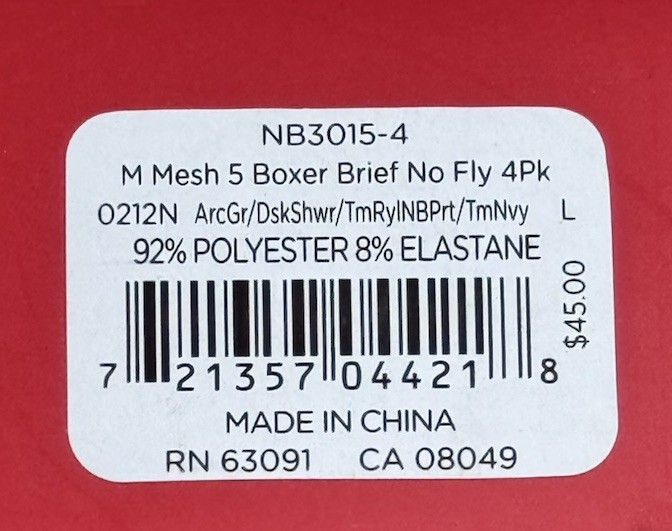 NB3015-4
M Mesh 5 Boxer Brief No Fly 4Pk
0212N ArcGr/DskShwr/TmRylNBPrt/TmNvy L
92% POLYESTER 8% ELASTANE
$45.00
7 21357 04421 8
MADE IN CHINA
RN 63091 CA 08049